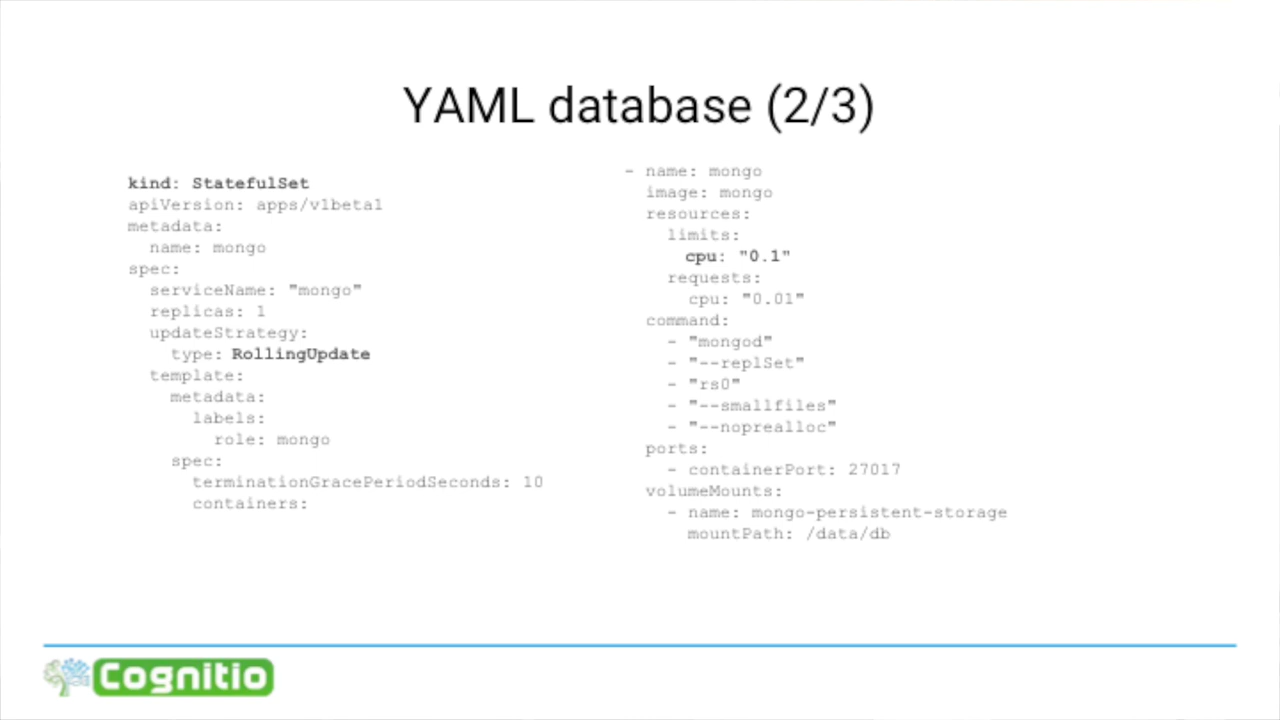 YAML database (2/3)
kind: StatefulSet
apiVersion: apps/v1beta1
metadata:
  name: mongo
spec:
  serviceName: "mongo"
  replicas: 1
  updateStrategy:
    type: RollingUpdate
  template:
    metadata:
      labels:
        role: mongo
    spec:
      terminationGracePeriodSeconds: 10
      containers:
- name: mongo
  image: mongo
  resources:
    limits:
      cpu: "0.1"
    requests:
      cpu: "0.01"
  command:
    - "mongod"
    - "--replSet"
    - "rs0"
    - "--smallfiles"
    - "--noprealloc"
  ports:
    - containerPort: 27017
  volumeMounts:
    - name: mongo-persistent-storage
      mountPath: /data/db
Cognitio